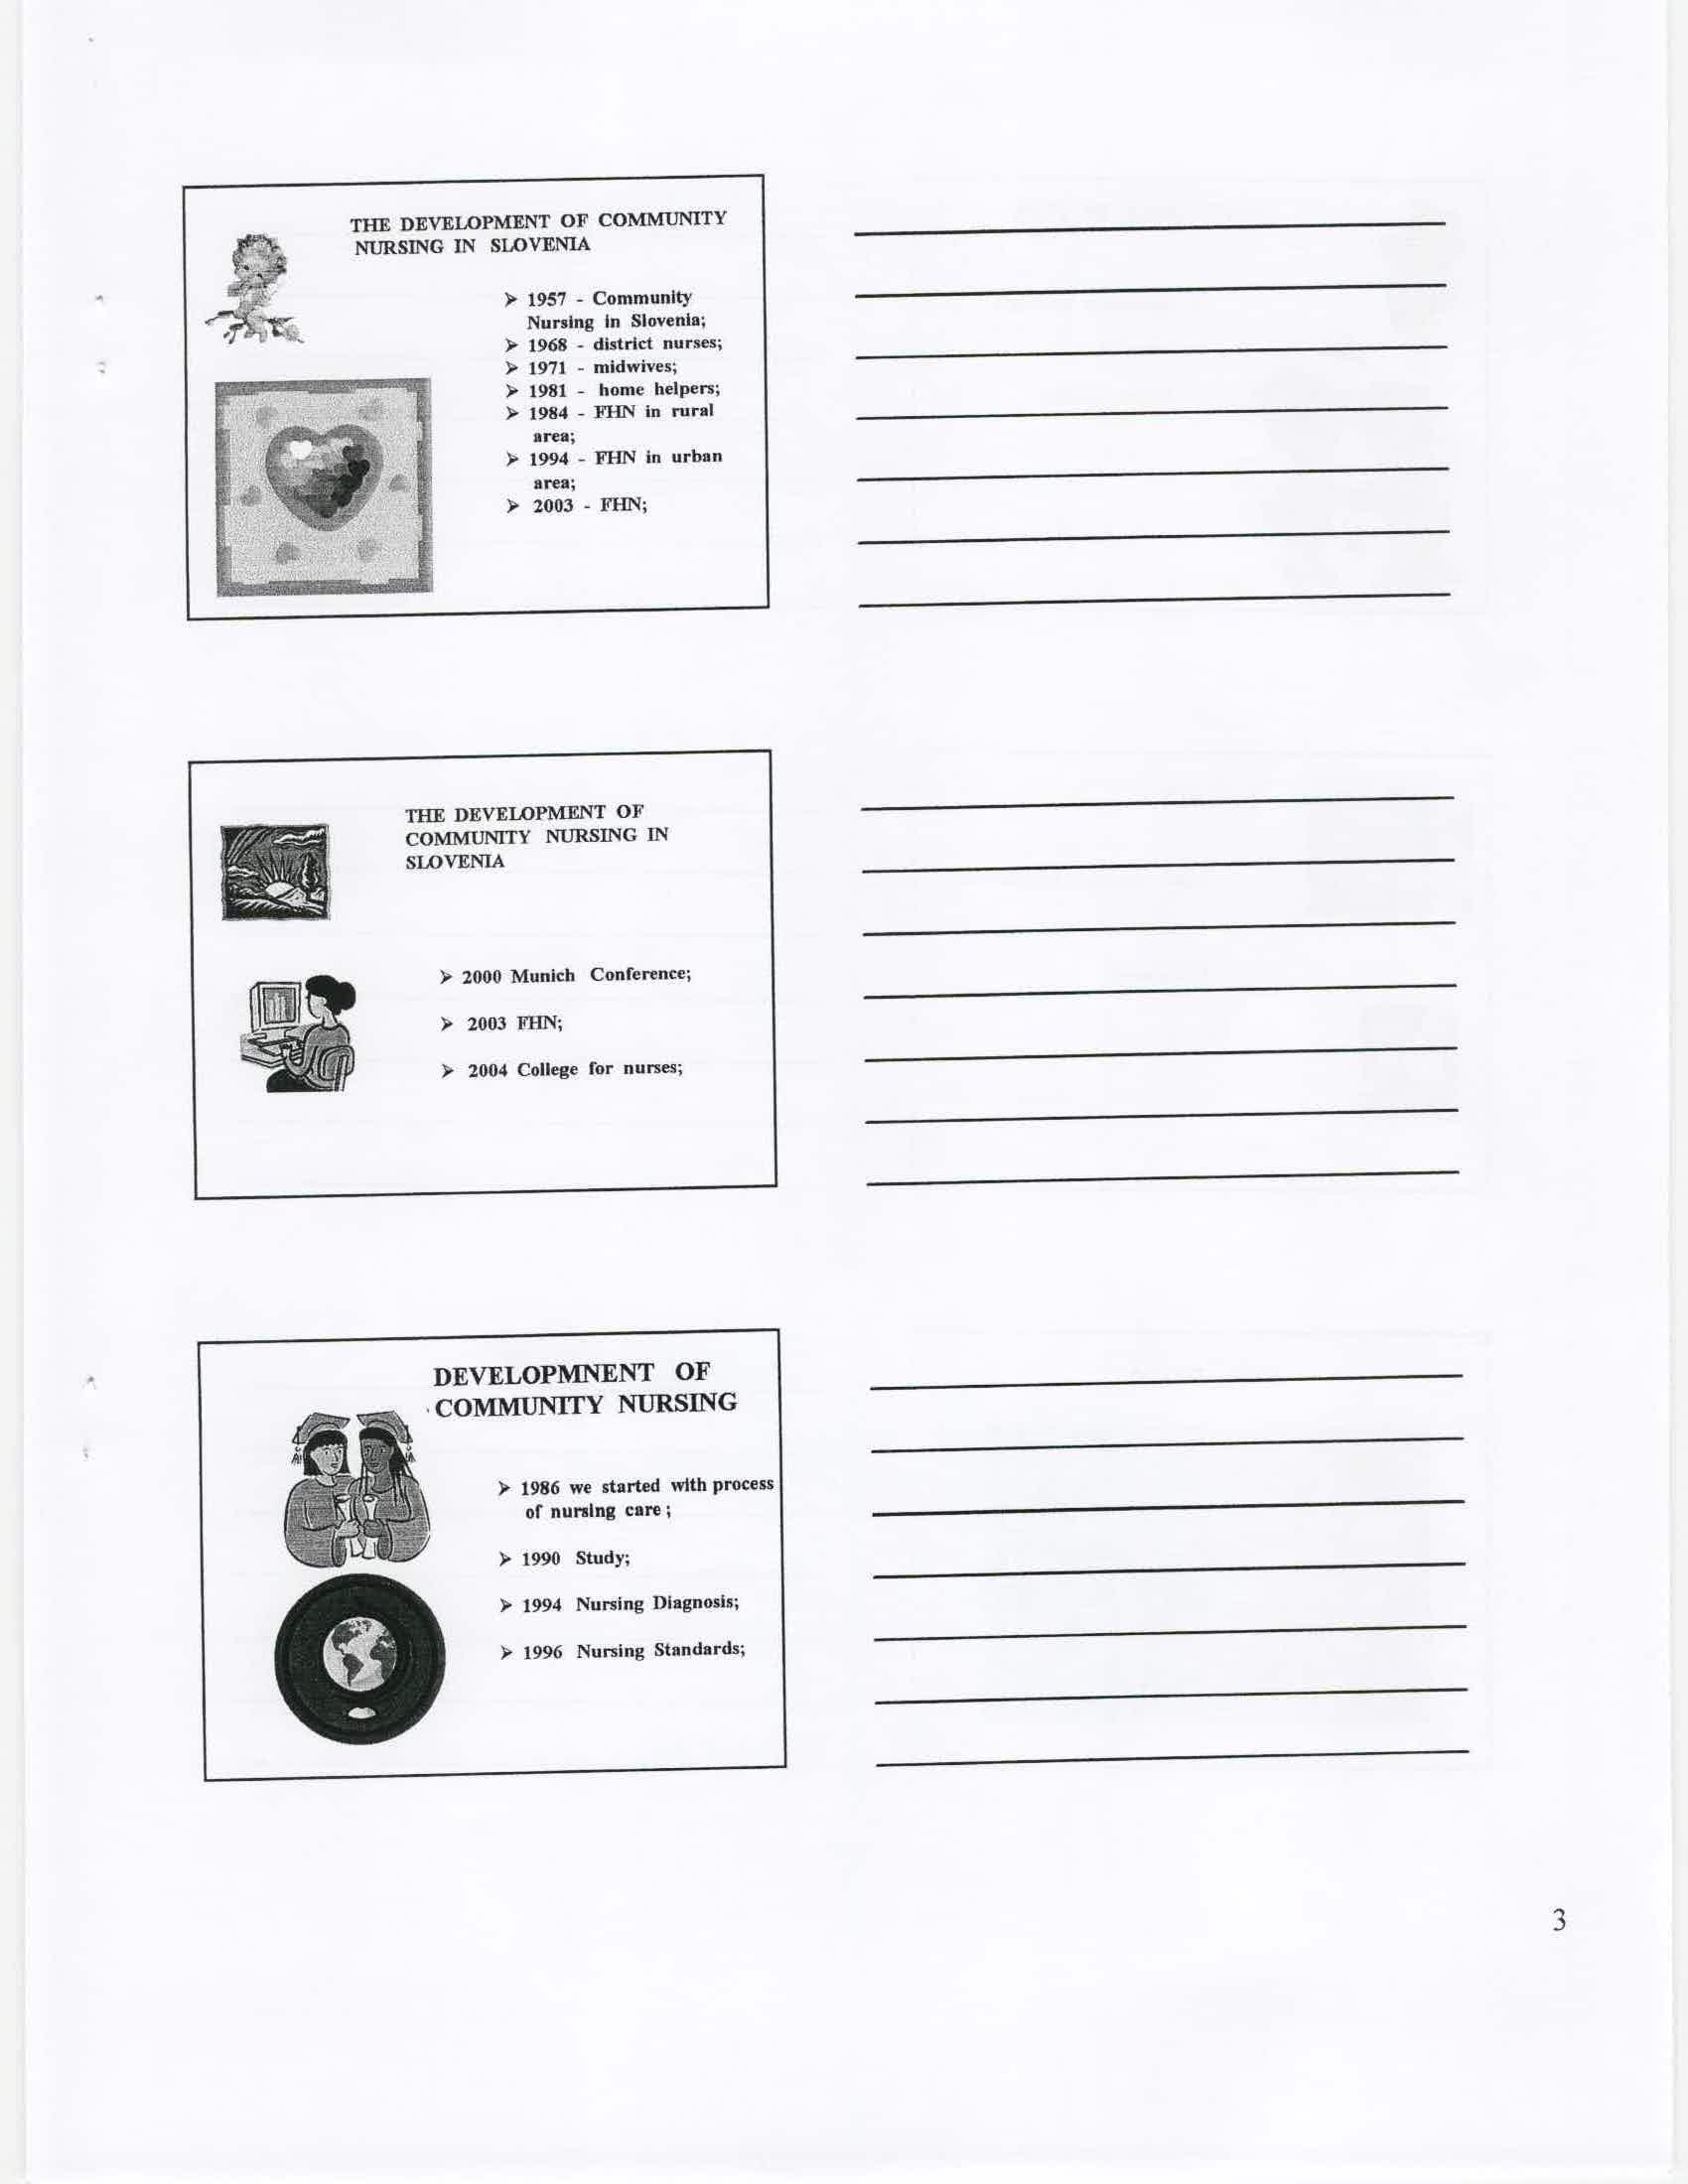 THE DEVELOPMENT OF COMMUNITY
NURSING IN SLOVENIA
➢ 1957 - Community
Nursing in Slovenia;
➢ 1968 - district nurses;
➢ 1971 - midwives;
➢ 1981 - home helpers;
➢ 1984 - FHN in rural
area;
➢ 1994 - FHN in urban
area;
➢ 2003 - FHN;
THE DEVELOPMENT OF
COMMUNITY NURSING IN
SLOVENIA
➢ 2000 Munich Conference;
➢ 2003 FHN;
➢ 2004 College for nurses;
DEVELOPMNENT OF
COMMUNITY NURSING
➢ 1986 we started with process
of nursing care ;
➢ 1990 Study;
➢ 1994 Nursing Diagnosis;
➢ 1996 Nursing Standards;
3